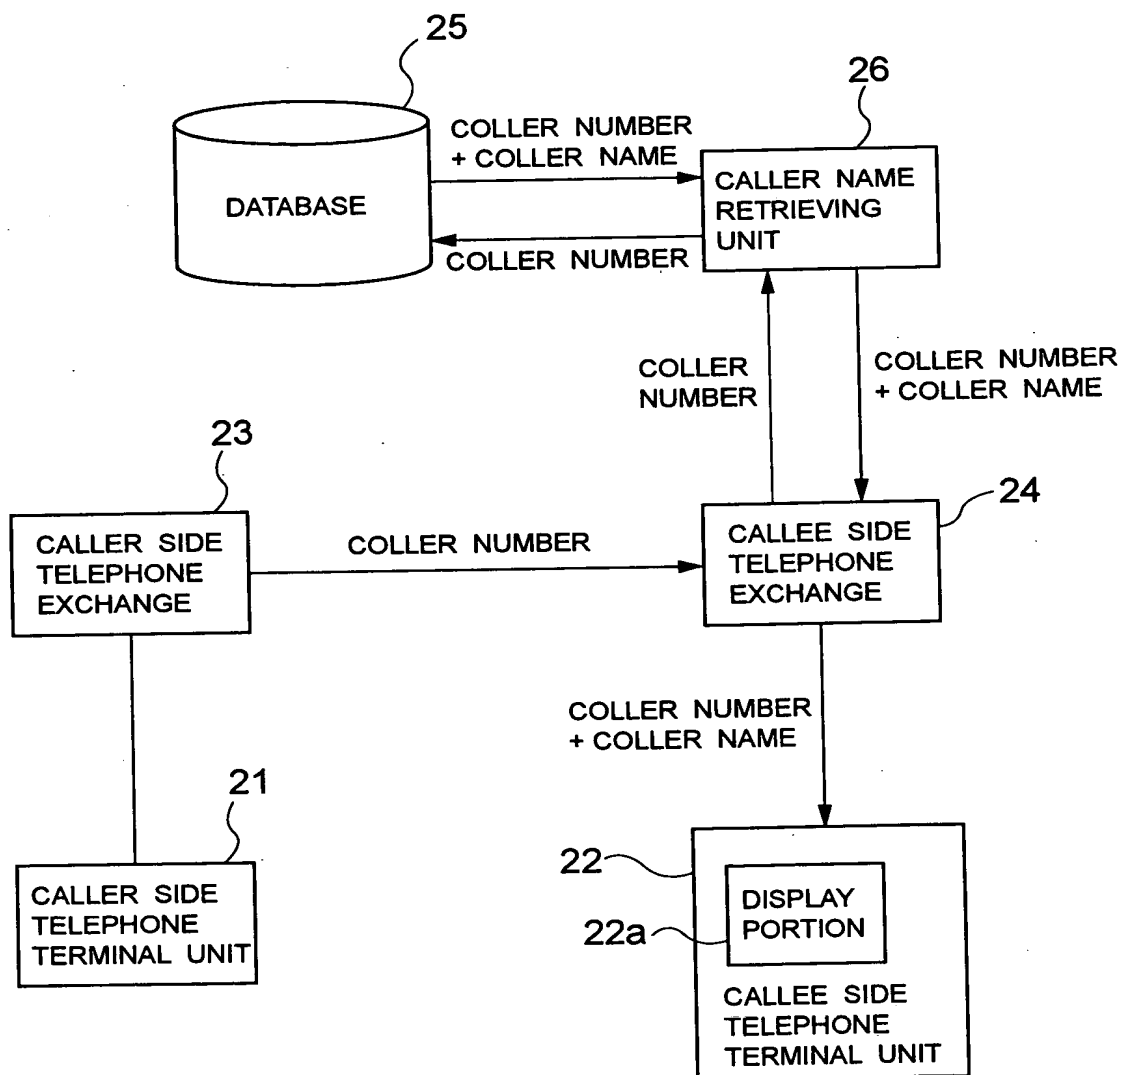 25
26
COLLER NUMBER
+ COLLER NAME
CALLER NAME
RETRIEVING
UNIT
DATABASE
COLLER NUMBER
COLLER
NUMBER
COLLER NUMBER
+ COLLER NAME
23
24
CALLER SIDE
TELEPHONE
EXCHANGE
COLLER NUMBER
CALLEE SIDE
TELEPHONE
EXCHANGE
COLLER NUMBER
+ COLLER NAME
21
CALLER SIDE
TELEPHONE
TERMINAL UNIT
22
DISPLAY
PORTION
22a
CALLEE SIDE
TELEPHONE
TERMINAL UNIT